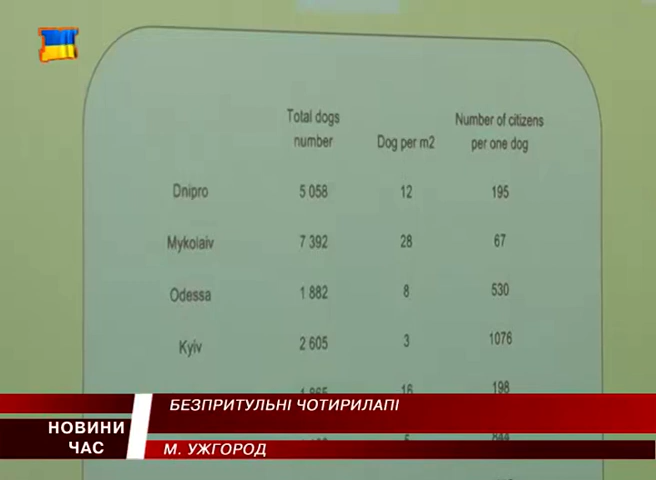 Total dogs number
Dog per m2
Number of citizens per one dog
Dnipro 5 058 12 195
Mykolaiv 7 392 28 67
Odessa 1 882 8 530
Kyiv 2 605 3 1076
16 198
БЕЗПРИТУЛЬНІ ЧОТИРИЛАПІ
НОВИНИ
ЧАС
М. УЖГОРОД